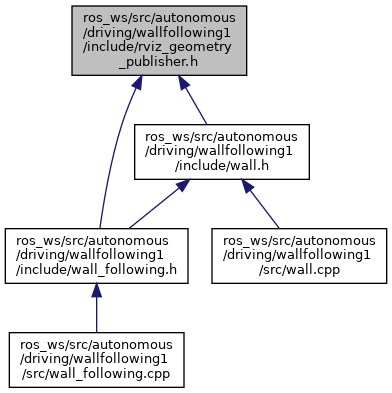 ros_ws/src/autonomous
/driving/wallfollowing1
/include/rviz_geometry
_publisher.h
ros_ws/src/autonomous
/driving/wallfollowing1
/include/wall.h
ros_ws/src/autonomous
/driving/wallfollowing1
/include/wall_following.h
ros_ws/src/autonomous
/driving/wallfollowing1
/src/wall.cpp
ros_ws/src/autonomous
/driving/wallfollowing1
/src/wall_following.cpp